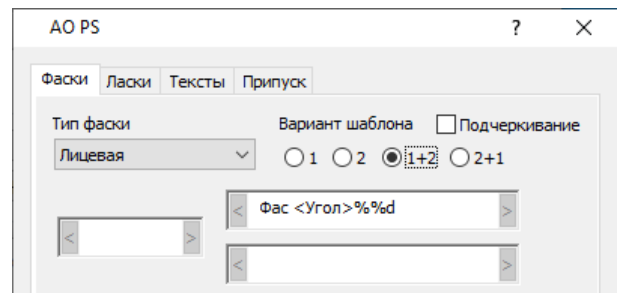 AO PS ? ×
Фаски Ласки Тексты Припуск
Тип фаски Вариант шаблона Подчеркивание
Лицевая 1 2 1+2 2+1
< Фас <Угол>%%d >
< >
< >